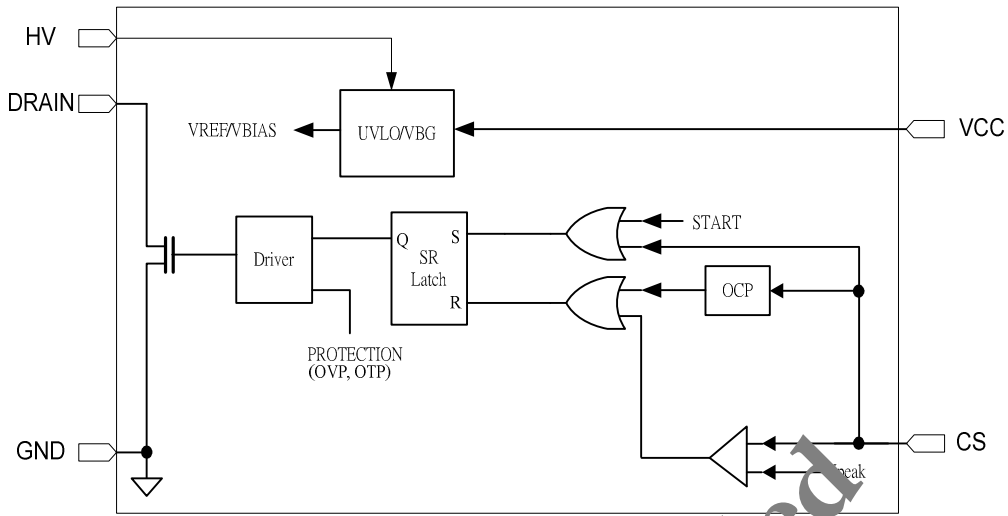 HV
DRAIN
VREF/VBIAS
UVLO/VBG
VCC
START
Q
S
SR
Latch
R
Driver
OCP
PROTECTION
(OVP, OTP)
GND
CS